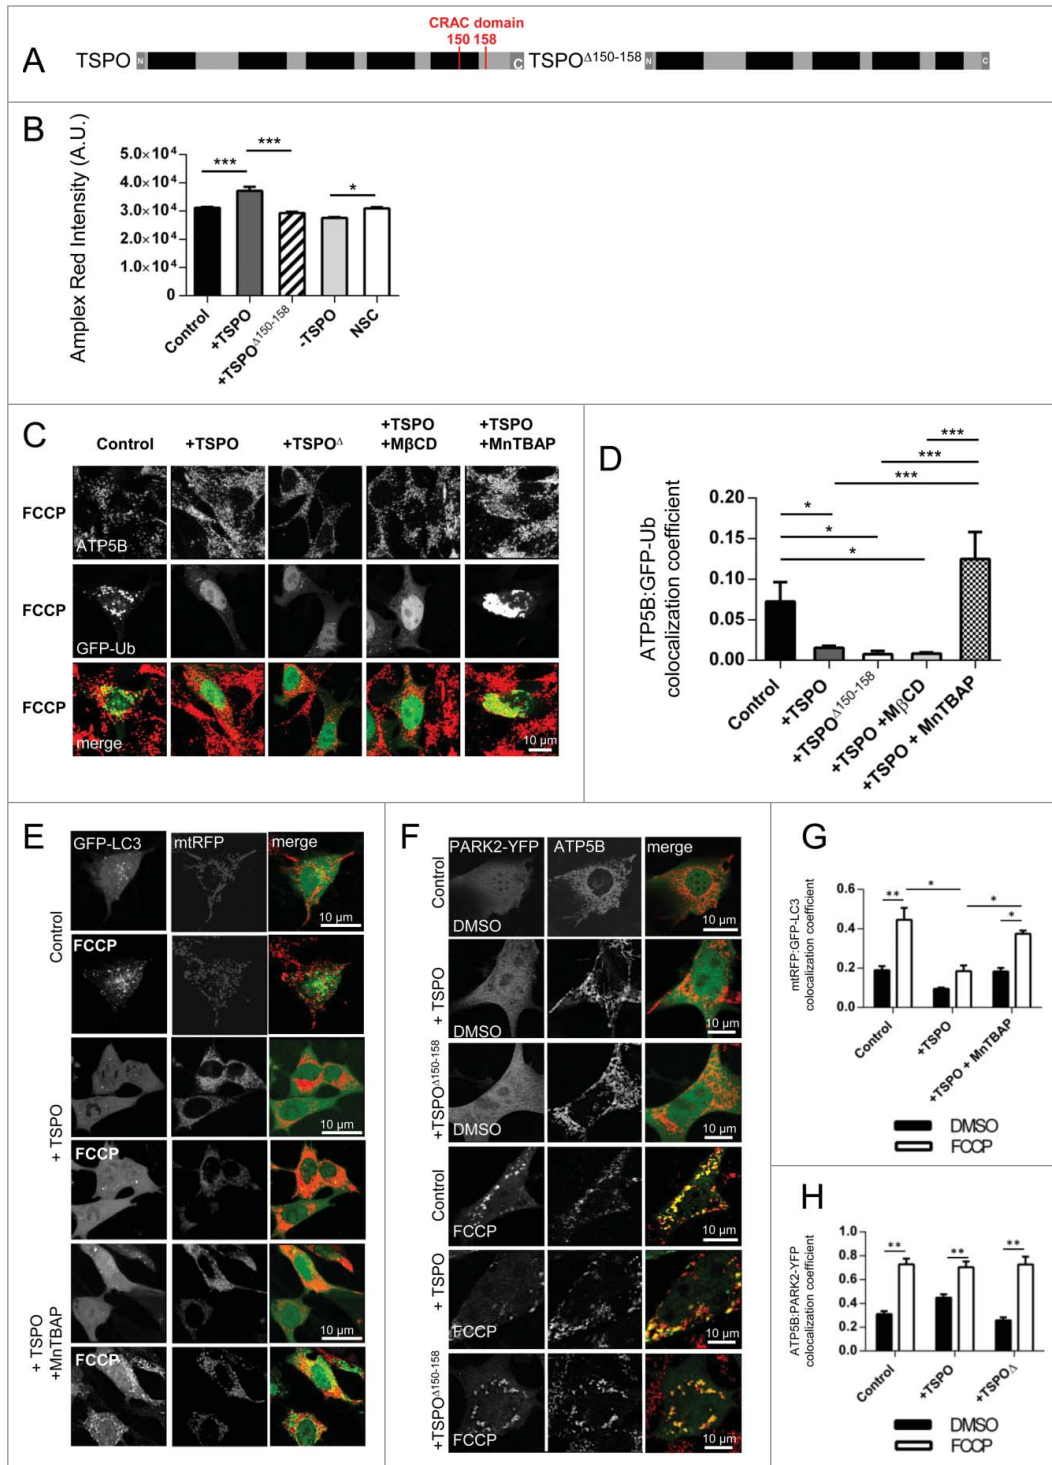 CRAC domain
150 158
A TSPO N C TSPO^Δ150-158 N C
B
Amplex Red Intensity (A.U.)
5.0×10⁴
4.0×10⁴
3.0×10⁴
2.0×10⁴
1.0×10⁴
0
*** *** *
Control
+TSPO
+TSPO^Δ150-158
-TSPO
NSC
C
Control +TSPO +TSPO^Δ +TSPO +MβCD +TSPO +MnTBAP
FCCP
ATP5B
FCCP
GFP-Ub
FCCP
merge
10 µm
D
ATP5B:GFP-Ub
colocalization coefficient
0.20
0.15
0.10
0.05
0.00
***
***
***
*
*
*
Control
+TSPO
+TSPO^Δ150-158
+TSPO +MβCD
+TSPO + MnTBAP
E
GFP-LC3 mtRFP merge
Control
10 µm
FCCP
10 µm
+ TSPO
10 µm
FCCP
10 µm
+ TSPO
+MnTBAP
10 µm
FCCP
10 µm
F
PARK2-YFP ATP5B merge
Control
DMSO
10 µm
+ TSPO
DMSO
10 µm
+TSPO^Δ150-158
DMSO
10 µm
Control
FCCP
10 µm
+ TSPO
FCCP
10 µm
+TSPO^Δ150-158
FCCP
10 µm
G
mtRFP:GFP-LC3
colocalization coefficient
0.6
0.4
0.2
0.0
** * * *
Control
+TSPO
+TSPO + MnTBAP
DMSO
FCCP
H
ATP5B:PARK2-YFP
colocalization coefficient
1.0
0.8
0.6
0.4
0.2
0.0
** ** **
Control
+TSPO
+TSPOΔ
DMSO
FCCP